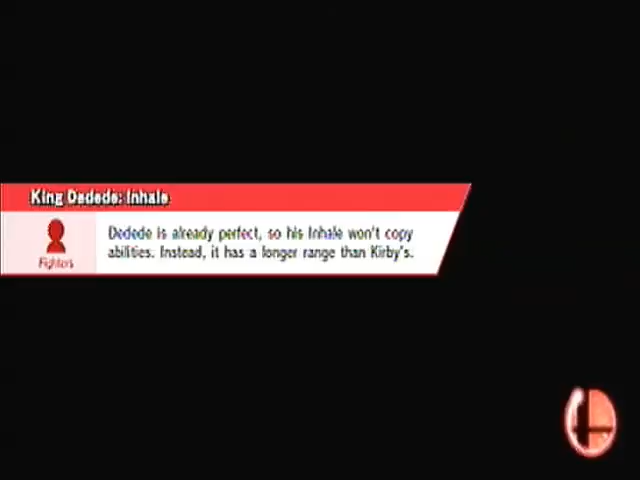 King Dedede: Inhale
Dedede is already perfect, so his Inhale won't copy
abilities. Instead, it has a longer range than Kirby's.
Fighters